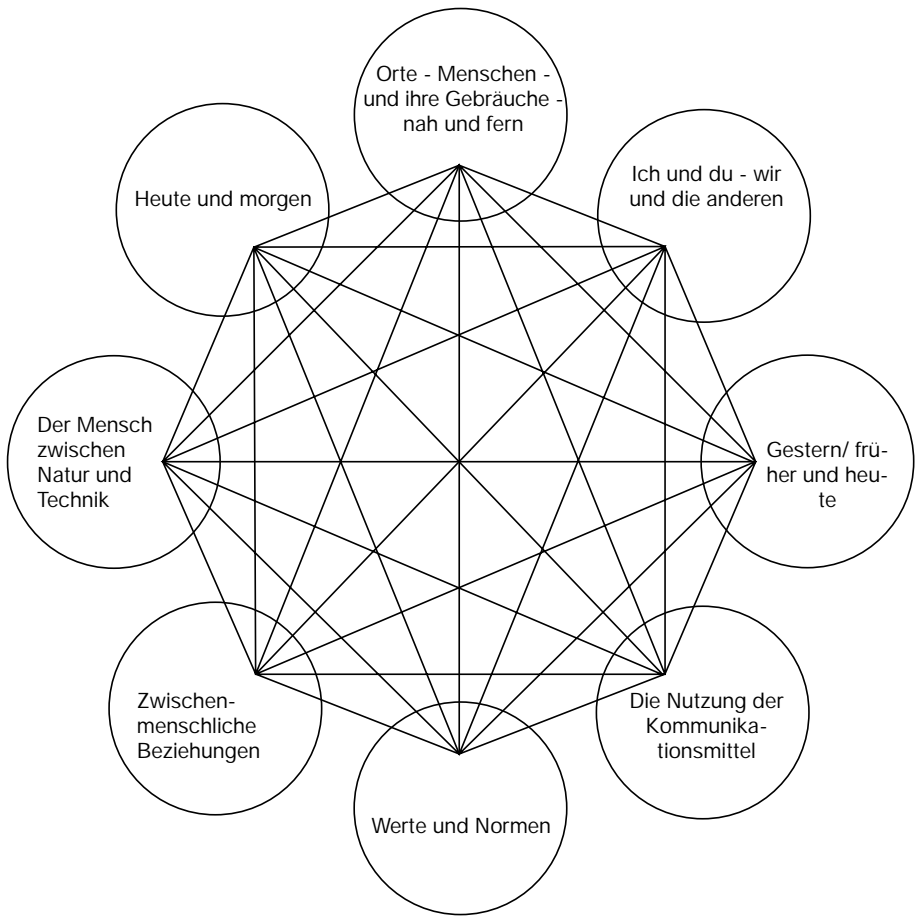 Orte - Menschen -
und ihre Gebräuche -
nah und fern
Ich und du - wir
und die anderen
Heute und morgen
Der Mensch
zwischen
Natur und
Technik
Gestern/ frü-
her und heu-
te
Zwischen-
menschliche
Beziehungen
Die Nutzung der
Kommunika-
tionsmittel
Werte und Normen